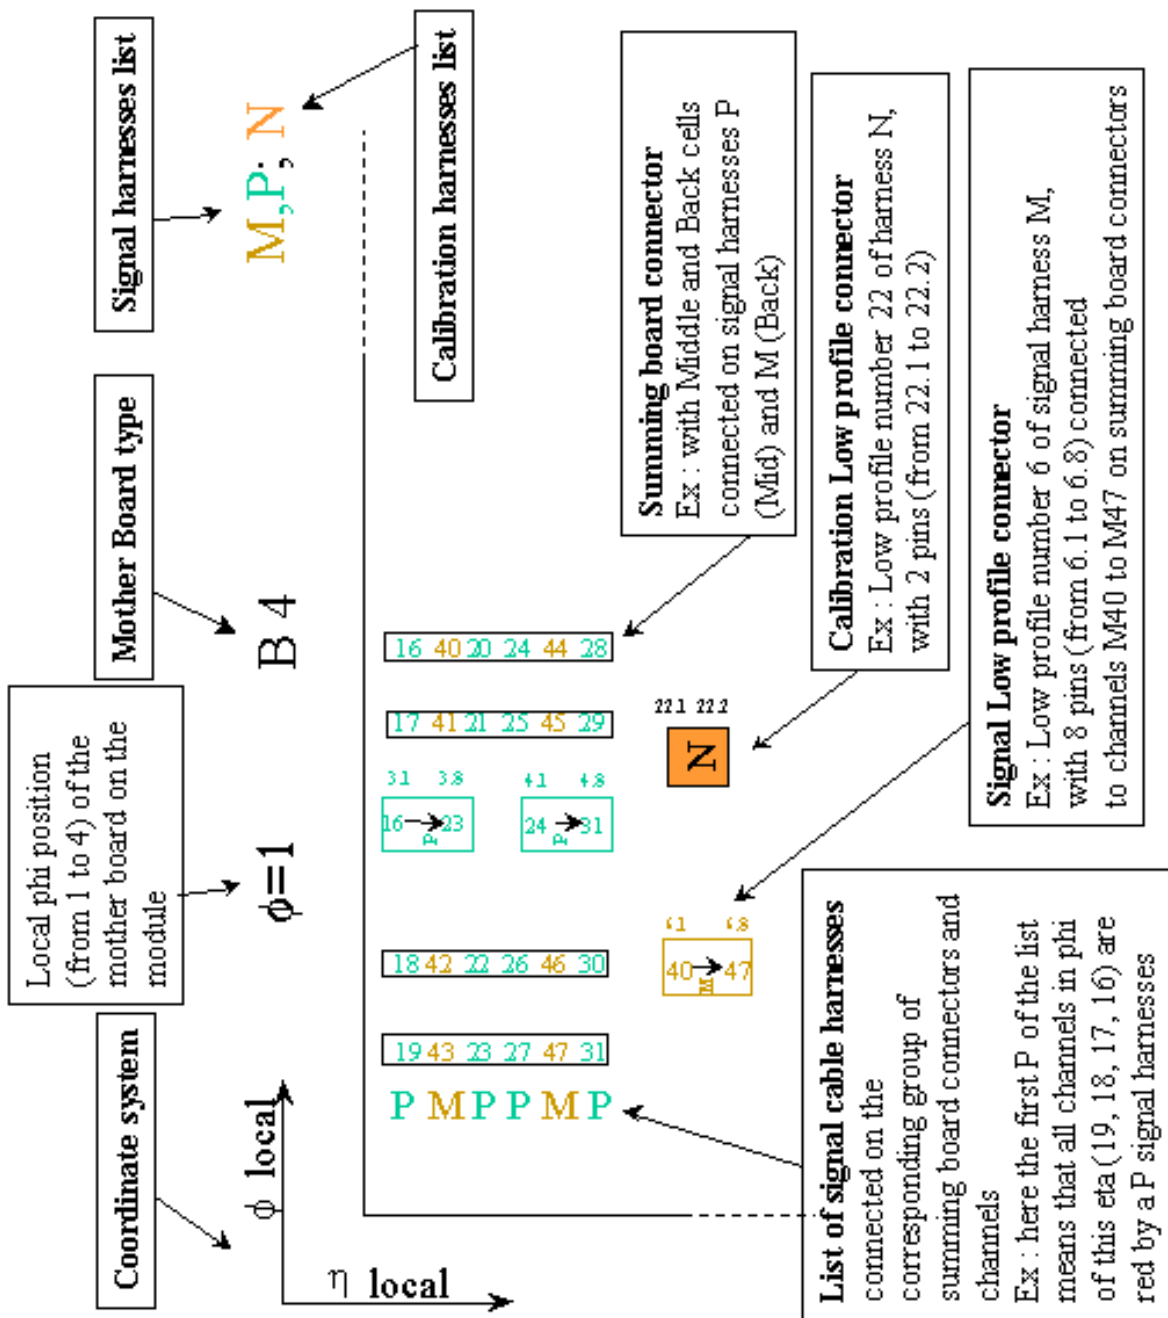 Signal harnesses list
M,P; N
Calibration harnesses list
Mother Board type
B 4
Local phi position
(from 1 to 4) of the
mother board on the
module
ϕ=1
Coordinate system
ϕ local
η local
16 40 20 24 44 28
17 41 21 25 45 29
3.1 3.8
16 23
P
4.1 4.8
24 31
P
22.1 22.2
N
18 42 22 26 46 30
6.1 6.8
40 47
M
19 43 23 27 47 31
P M P P M P
Summing board connector
Ex : with Middle and Back cells
connected on signal harnesses P
(Mid) and M (Back)
Calibration Low profile connector
Ex : Low profile number 22 of harness N,
with 2 pins (from 22.1 to 22.2)
Signal Low profile connector
Ex : Low profile number 6 of signal harness M,
with 8 pins (from 6.1 to 6.8) connected
to channels M40 to M47 on summing board connectors
List of signal cable harnesses
connected on the
corresponding group of
summing board connectors and
channels
Ex : here the first P of the list
means that all channels in phi
of this eta (19, 18, 17, 16) are
red by a P signal harnesses